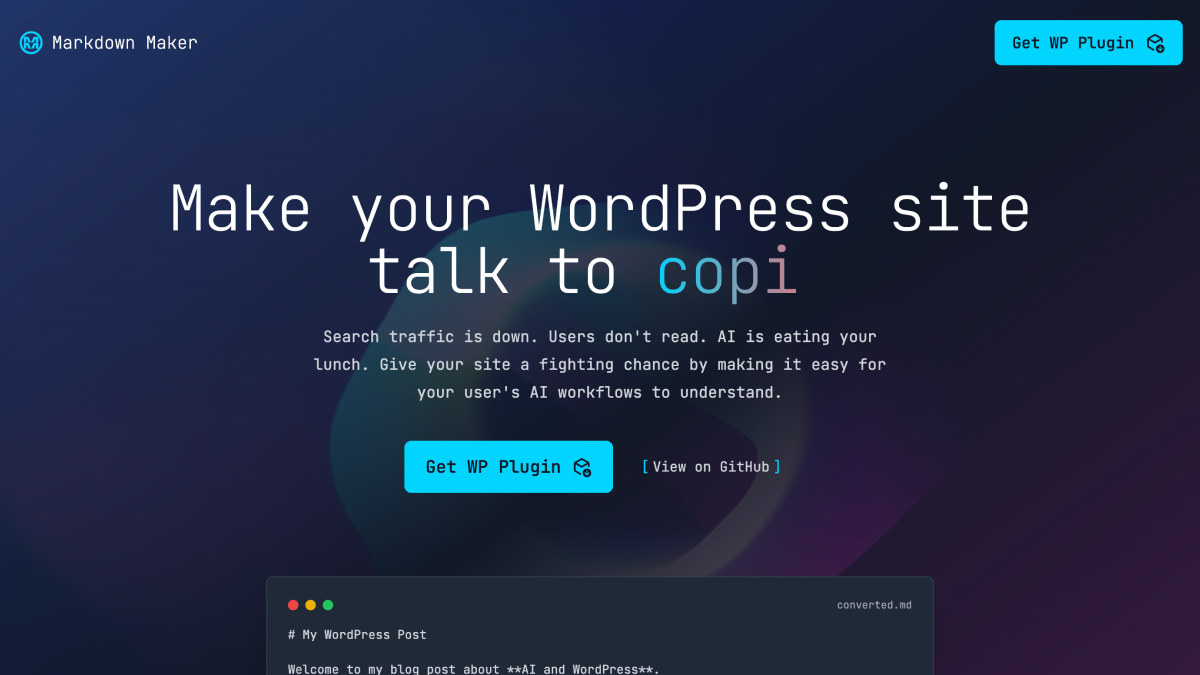 Markdown Maker
Get WP Plugin
Make your WordPress site
talk to copi
Search traffic is down. Users don't read. AI is eating your
lunch. Give your site a fighting chance by making it easy for
your user's AI workflows to understand.
Get WP Plugin
[View on GitHub]
converted.md
# My WordPress Post
Welcome to my blog post about **AI and WordPress**.